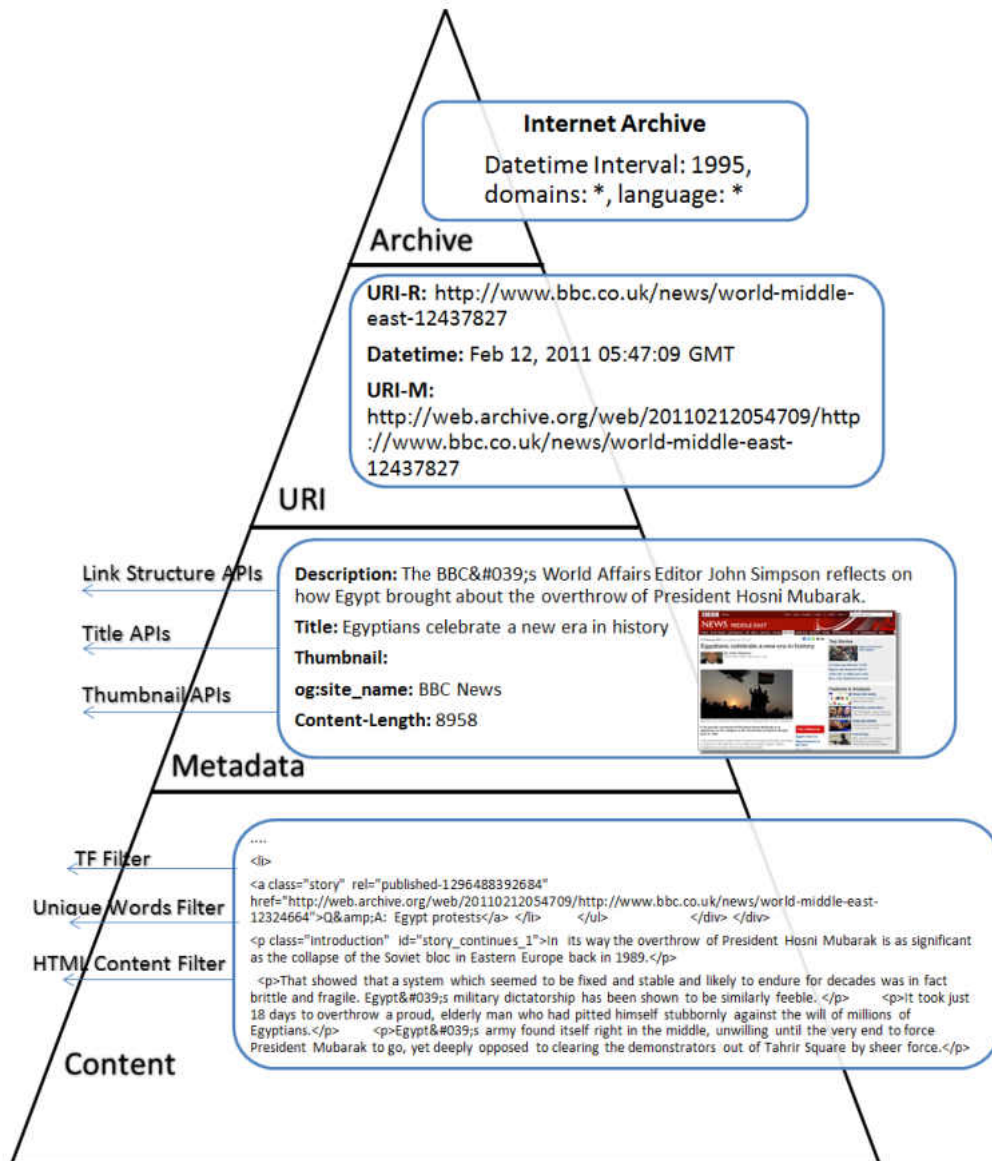 Internet Archive
Datetime Interval: 1995,
domains: *, language: *
Archive
URI-R: http://www.bbc.co.uk/news/world-middle-
east-12437827
Datetime: Feb 12, 2011 05:47:09 GMT
URI-M:
http://web.archive.org/web/20110212054709/http
://www.bbc.co.uk/news/world-middle-east-
12437827
URI
Link Structure APIs
Title APIs
Thumbnail APIs
Description: The BBC&#039;s World Affairs Editor John Simpson reflects on
how Egypt brought about the overthrow of President Hosni Mubarak.
Title: Egyptians celebrate a new era in history
Thumbnail:
og:site_name: BBC News
Content-Length: 8958
NEWS MIDDLE EAST
Egyptians celebrate a new era in history
Metadata
TF Filter
Unique Words Filter
HTML Content Filter
....
<li>
<a class="story" rel="published-1296488392684"
href="http://web.archive.org/web/20110212054709/http://www.bbc.co.uk/news/world-middle-east-
12324664">Q&amp;A: Egypt protests</a> </li> </ul> </div> </div>
<p class="introduction" id="story_continues_1">In its way the overthrow of President Hosni Mubarak is as significant
as the collapse of the Soviet bloc in Eastern Europe back in 1989.</p>
<p>That showed that a system which seemed to be fixed and stable and likely to endure for decades was in fact
brittle and fragile. Egypt&#039;s military dictatorship has been shown to be similarly feeble. </p> <p>It took just
18 days to overthrow a proud, elderly man who had pitted himself stubbornly against the will of millions of
Egyptians.</p> <p>Egypt&#039;s army found itself right in the middle, unwilling until the very end to force
President Mubarak to go, yet deeply opposed to clearing the demonstrators out of Tahrir Square by sheer force.</p>
Content